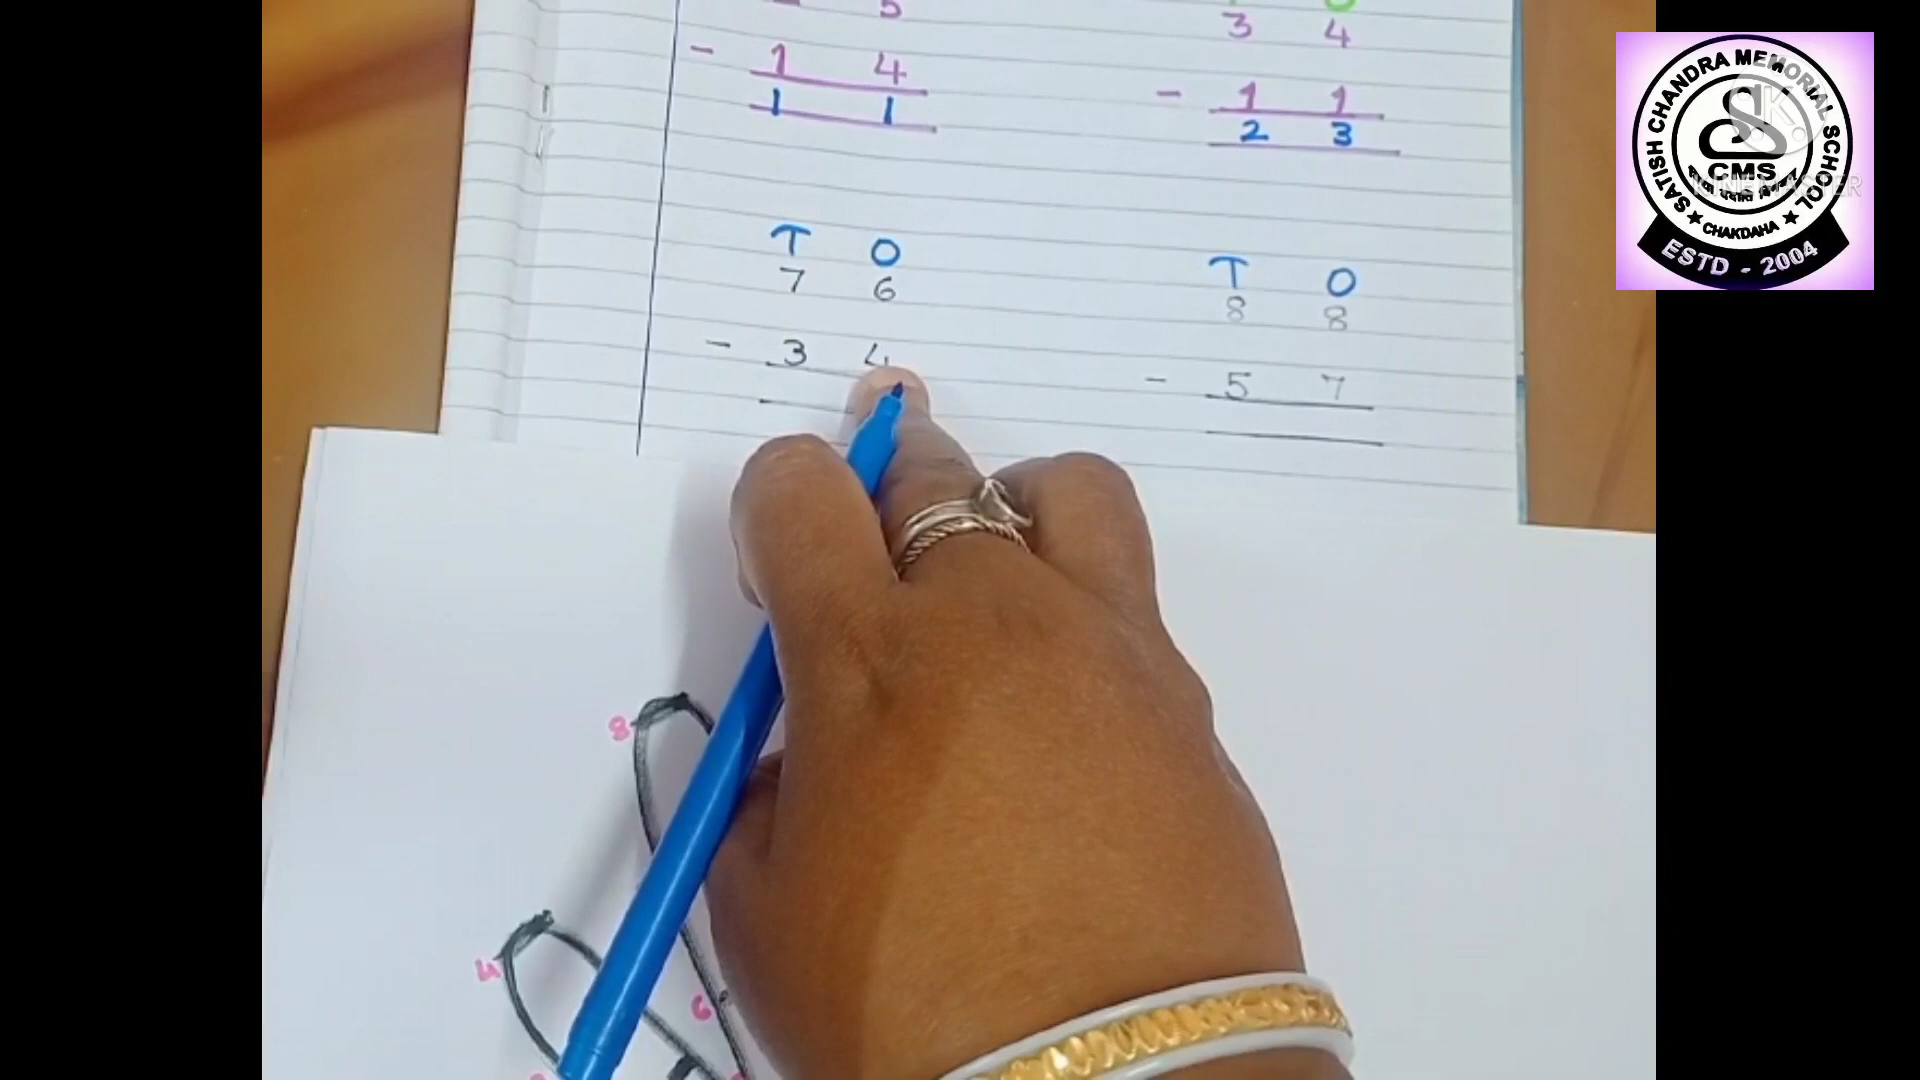 5
- 1 4
1 1
3 4
- 1 1
2 3
T O
7 6
- 3 4
T O
8 8
- 5 7
8
4
6
SATISH CHANDRA MEMORIAL SCHOOL
CMS
CHAKDAHA
ESTD - 2004
KINEMASTER